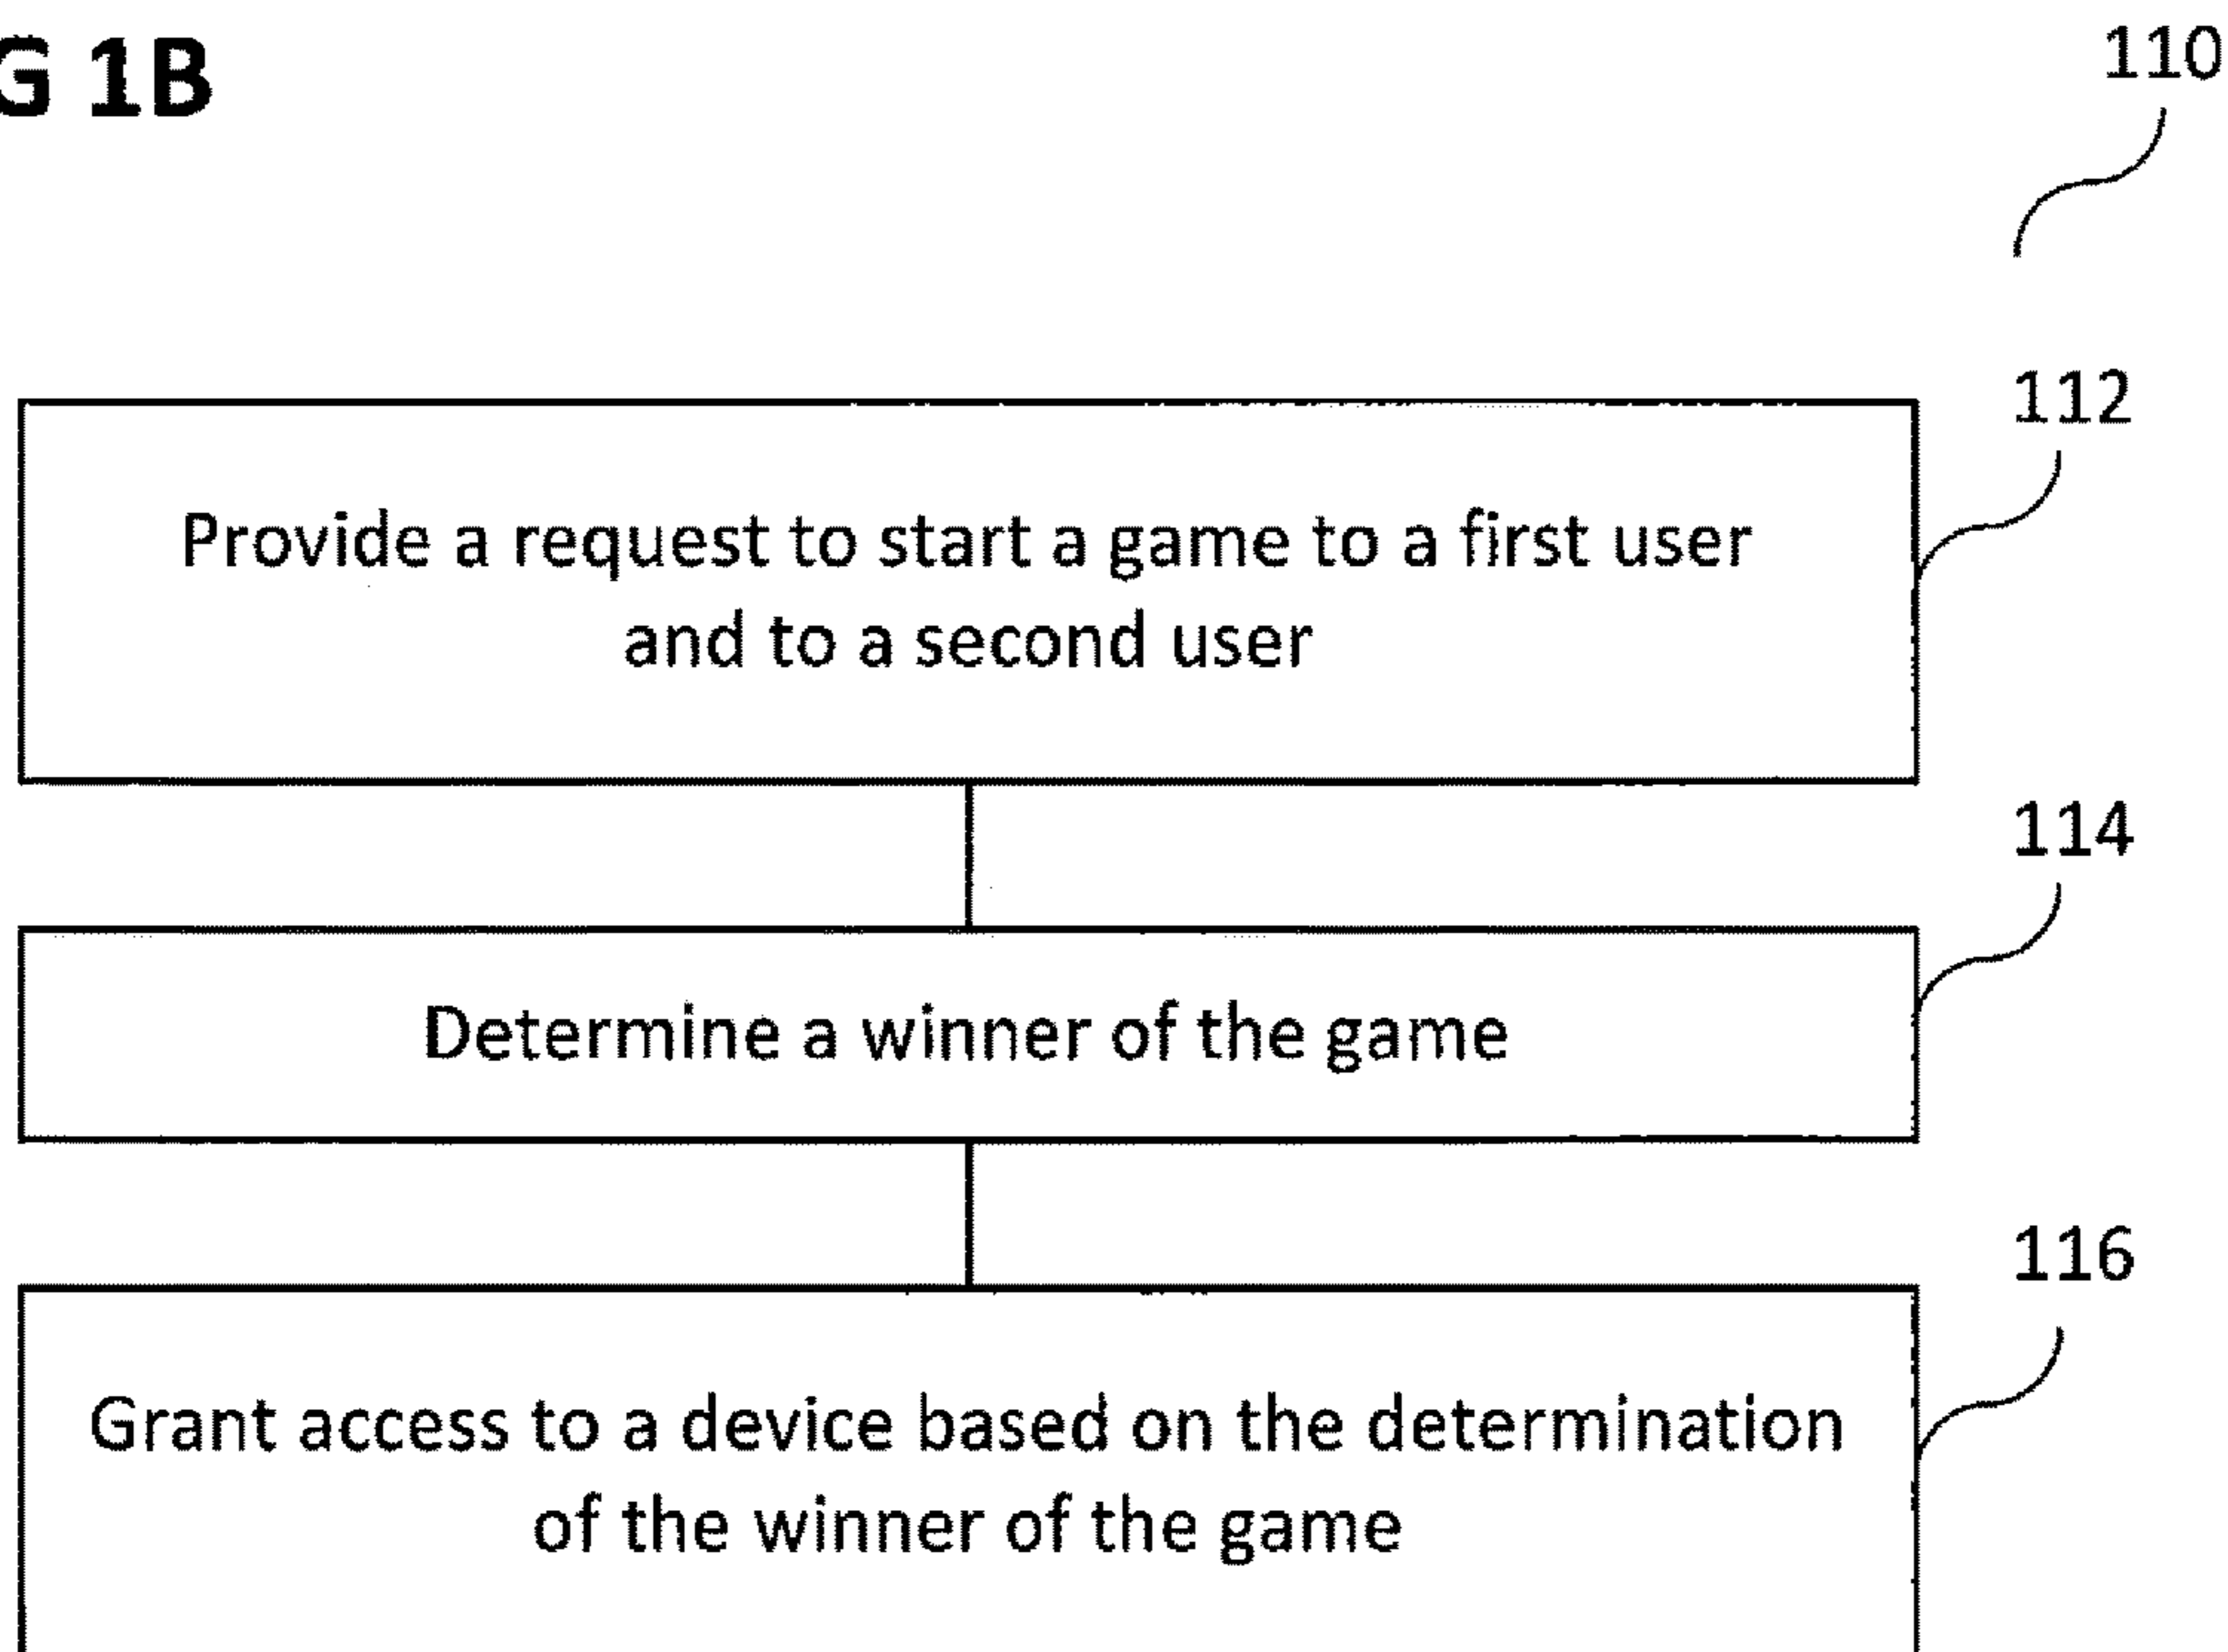 G 1B
110
112
Provide a request to start a game to a first user
and to a second user
114
Determine a winner of the game
116
Grant access to a device based on the determination
of the winner of the game